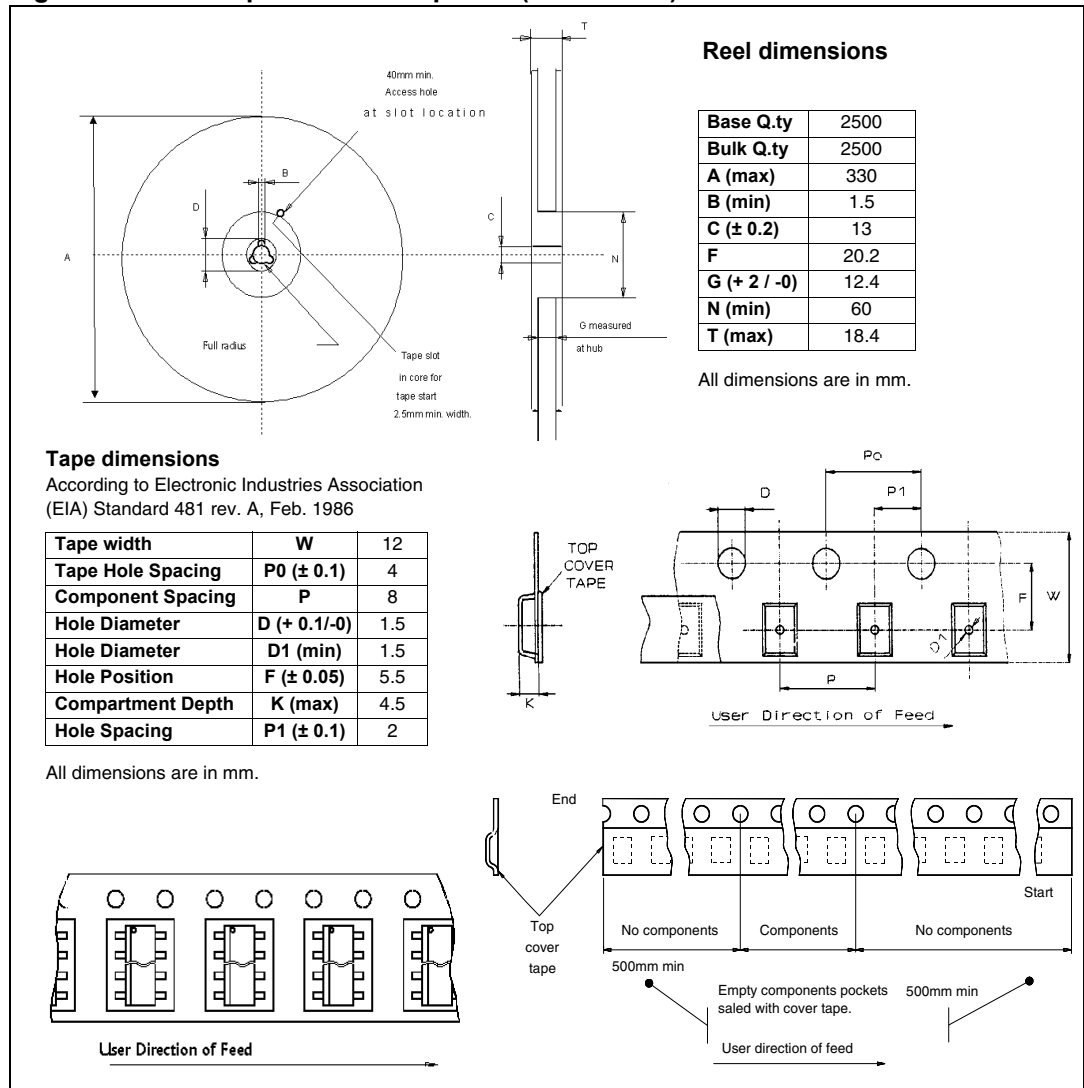 T
Reel dimensions
40mm min.
Access hole
at slot location
B
D
C
A
N
Full radius
Tape slot
in core for
tape start
2.5mm min. width.
G measured
at hub
Base Q.ty 2500
Bulk Q.ty 2500
A (max) 330
B (min) 1.5
C (± 0.2) 13
F 20.2
G (+ 2 / -0) 12.4
N (min) 60
T (max) 18.4
All dimensions are in mm.
Tape dimensions
According to Electronic Industries Association
(EIA) Standard 481 rev. A, Feb. 1986
Tape width W 12
Tape Hole Spacing P0 (± 0.1) 4
Component Spacing P 8
Hole Diameter D (+ 0.1/-0) 1.5
Hole Diameter D1 (min) 1.5
Hole Position F (± 0.05) 5.5
Compartment Depth K (max) 4.5
Hole Spacing P1 (± 0.1) 2
All dimensions are in mm.
Po
D
P1
TOP
COVER
TAPE
F
W
D1
K
P
User Direction of Feed
End
Start
Top
cover
tape
No components
Components
No components
500mm min
Empty components pockets
saled with cover tape.
500mm min
User direction of feed
User Direction of Feed